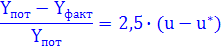 (Yпот − Yфакт) / Yпот = 2,5 · (u − u*)